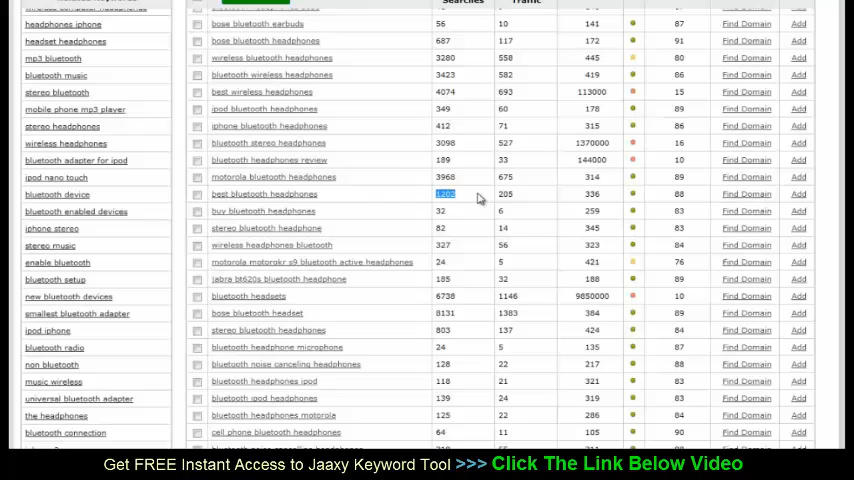 Searches Traffic
headphones iphone bose bluetooth earbuds 56 10 141 87 Find Domain Add
headset headphones bose bluetooth headphones 687 117 172 91 Find Domain Add
mp3 bluetooth wireless bluetooth headphones 3280 558 445 80 Find Domain Add
bluetooth music bluetooth wireless headphones 3423 582 419 86 Find Domain Add
stereo bluetooth best wireless headphones 4074 693 113000 15 Find Domain Add
mobile phone mp3 player ipod bluetooth headphones 349 60 178 89 Find Domain Add
stereo headphones iphone bluetooth headphones 412 71 315 86 Find Domain Add
wireless headphones bluetooth stereo headphones 3098 527 1370000 16 Find Domain Add
bluetooth adapter for ipod bluetooth headphones review 189 33 144000 10 Find Domain Add
ipod nano touch motorola bluetooth headphones 3968 675 314 89 Find Domain Add
bluetooth device best bluetooth headphones 1203 205 336 88 Find Domain Add
bluetooth enabled devices buy bluetooth headphones 32 6 259 83 Find Domain Add
iphone stereo stereo bluetooth headphone 82 14 345 83 Find Domain Add
stereo music wireless headphones bluetooth 327 56 323 84 Find Domain Add
enable bluetooth motorola motorokr s9 bluetooth active headphones 24 5 421 76 Find Domain Add
bluetooth setup jabra bt620s bluetooth headphone 185 32 188 89 Find Domain Add
new bluetooth devices bluetooth headsets 6738 1146 9850000 10 Find Domain Add
smallest bluetooth adapter bose bluetooth headset 8131 1383 384 89 Find Domain Add
ipod iphone stereo bluetooth headphones 803 137 424 84 Find Domain Add
bluetooth radio bluetooth headphone microphone 24 5 135 87 Find Domain Add
non bluetooth bluetooth noise canceling headphones 128 22 217 88 Find Domain Add
music wireless bluetooth headphones ipod 118 21 321 83 Find Domain Add
universal bluetooth adapter bluetooth ipod headphones 139 24 319 83 Find Domain Add
the headphones bluetooth headphones motorola 125 22 286 84 Find Domain Add
bluetooth connection cell phone bluetooth headphones 64 11 105 90 Find Domain Add
Get FREE Instant Access to Jaaxy Keyword Tool >>> Click The Link Below Video